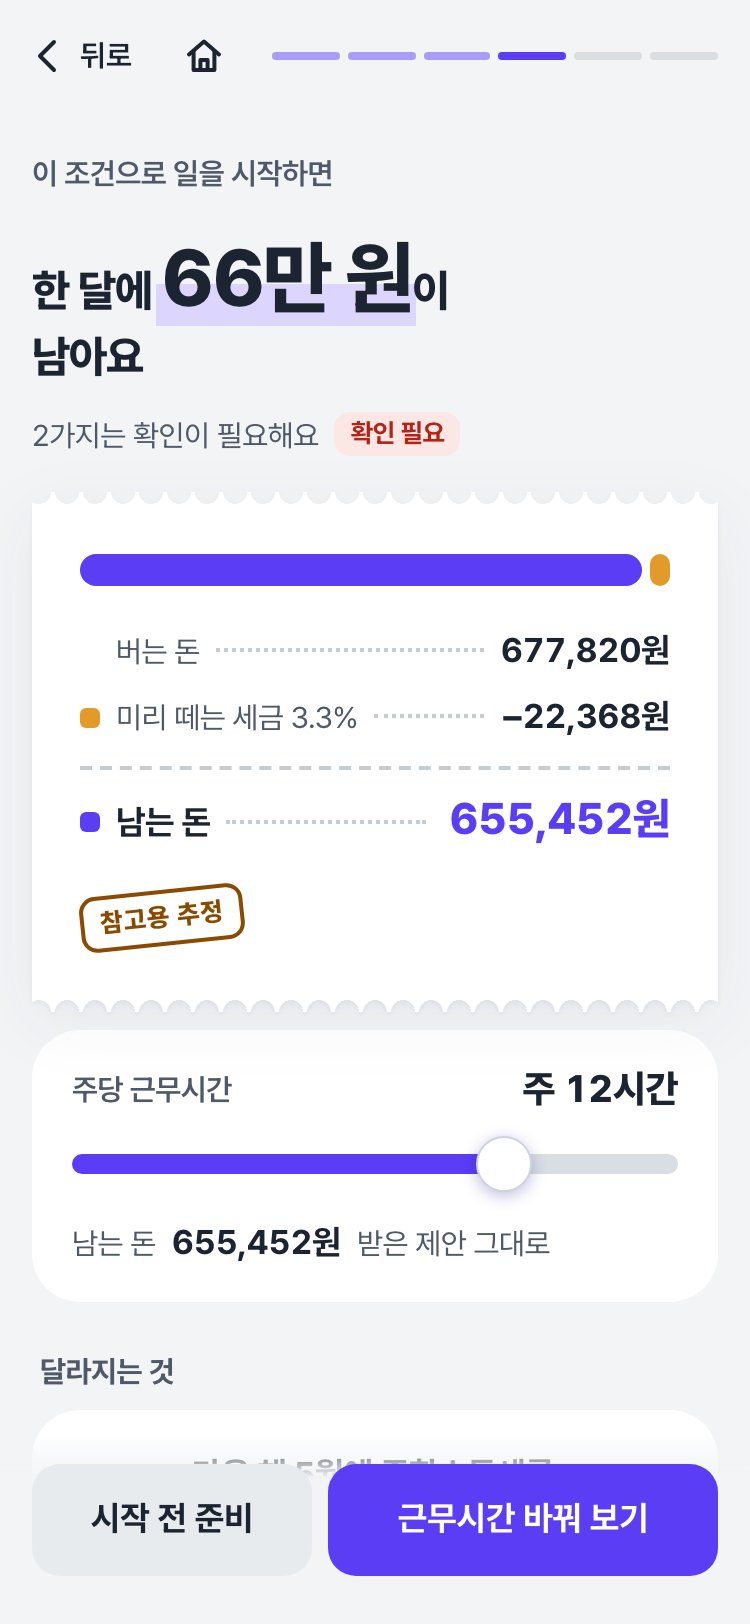 뒤로
이 조건으로 일을 시작하면
한 달에 66만 원이
남아요
2가지는 확인이 필요해요 확인 필요
버는 돈 677,820원
미리 떼는 세금 3.3% –22,368원
남는 돈 655,452원
참고용 추정
주당 근무시간 주 12시간
남는 돈 655,452원 받은 제안 그대로
달라지는 것
시작 전 준비 근무시간 바꿔 보기